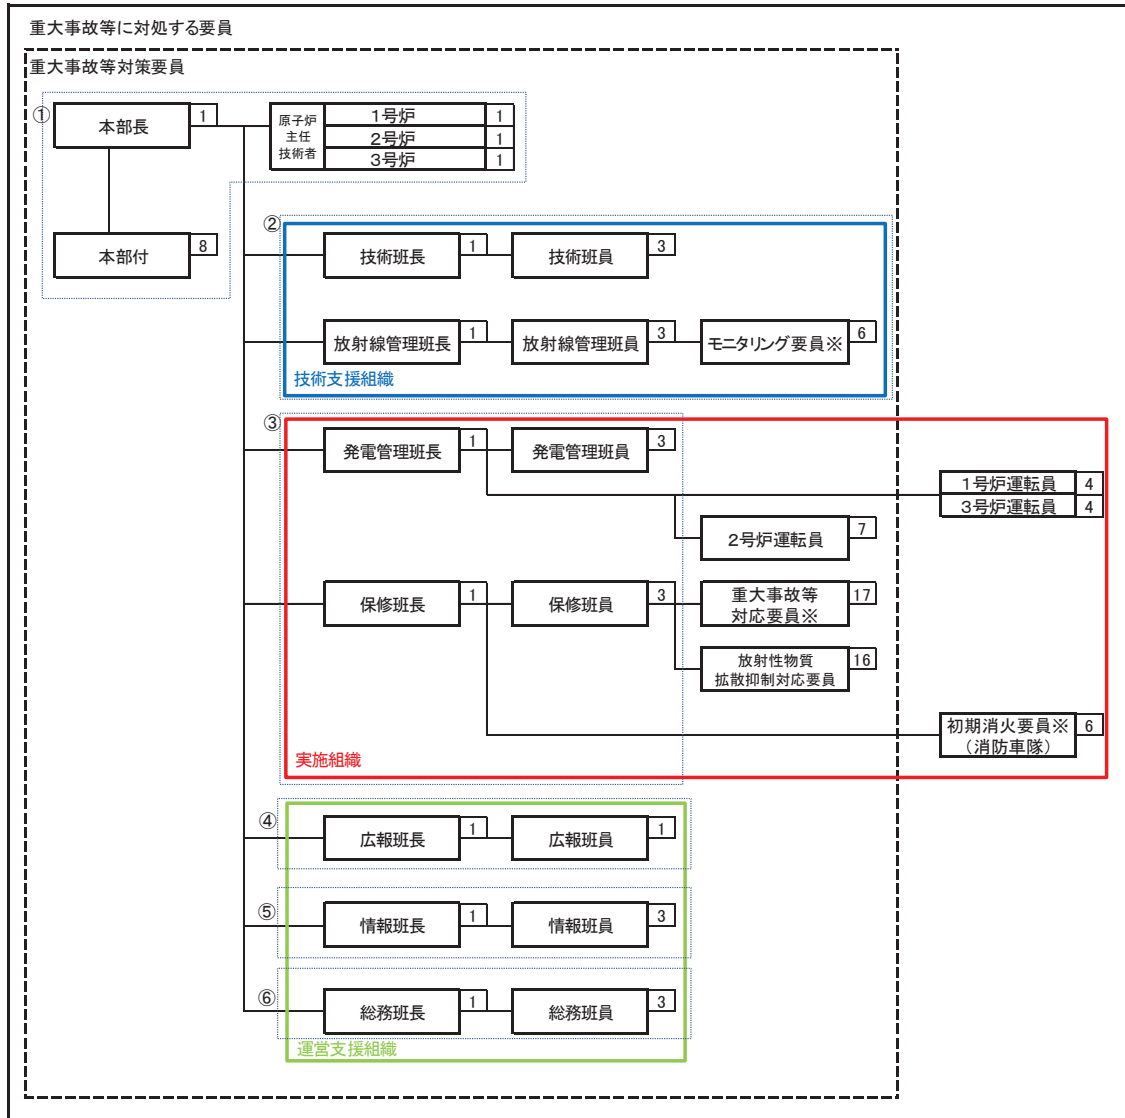 重大事故等に対処する要員
重大事故等対策要員
①
本部長
1
原子炉
主任
技術者
1号炉
1
2号炉
1
3号炉
1
本部付
8
②
技術班長
1
技術班員
3
放射線管理班長
1
放射線管理班員
3
モニタリング要員※
6
技術支援組織
③
発電管理班長
1
発電管理班員
3
1号炉運転員
4
3号炉運転員
4
2号炉運転員
7
保修班長
1
保修班員
3
重大事故等
対応要員※
17
放射性物質
拡散抑制対応要員
16
初期消火要員※
（消防車隊）
6
実施組織
④
広報班長
1
広報班員
1
⑤
情報班長
1
情報班員
3
⑥
総務班長
1
総務班員
3
運営支援組織